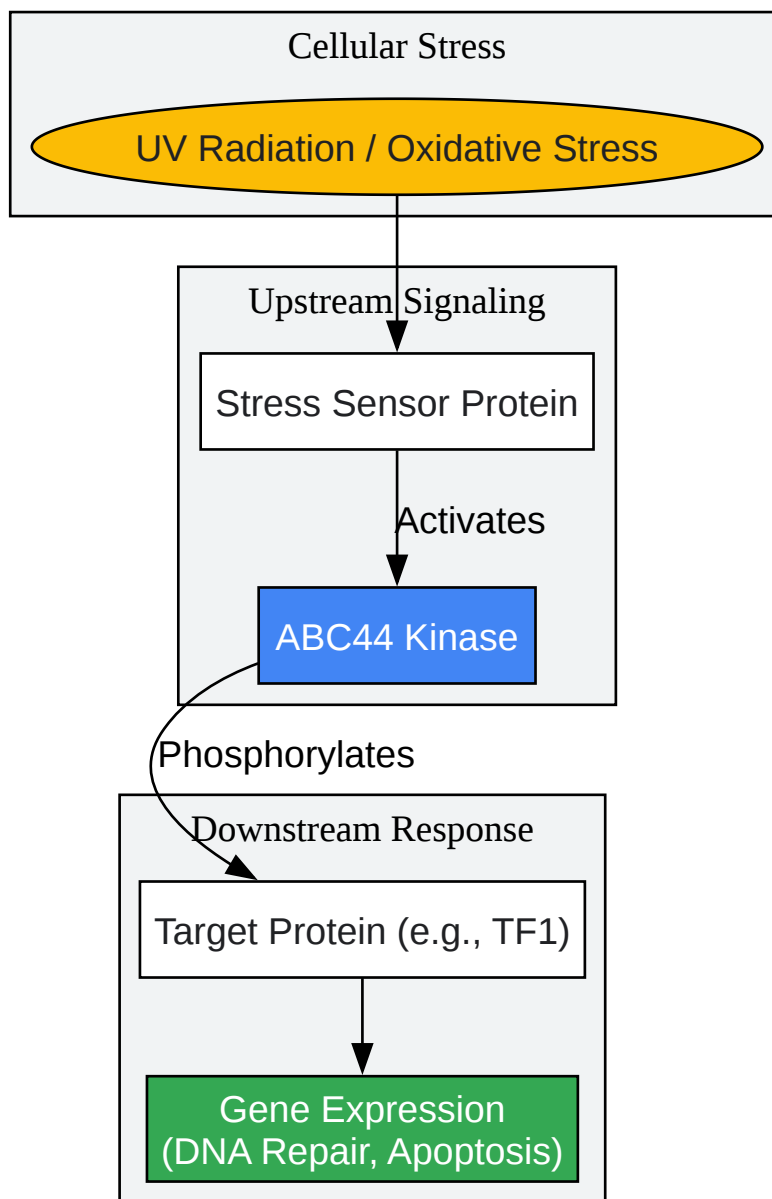 Cellular Stress
UV Radiation / Oxidative Stress
Upstream Signaling
Stress Sensor Protein
Activates
ABC44 Kinase
Phosphorylates
Downstream Response
Target Protein (e.g., TF1)
Gene Expression
(DNA Repair, Apoptosis)